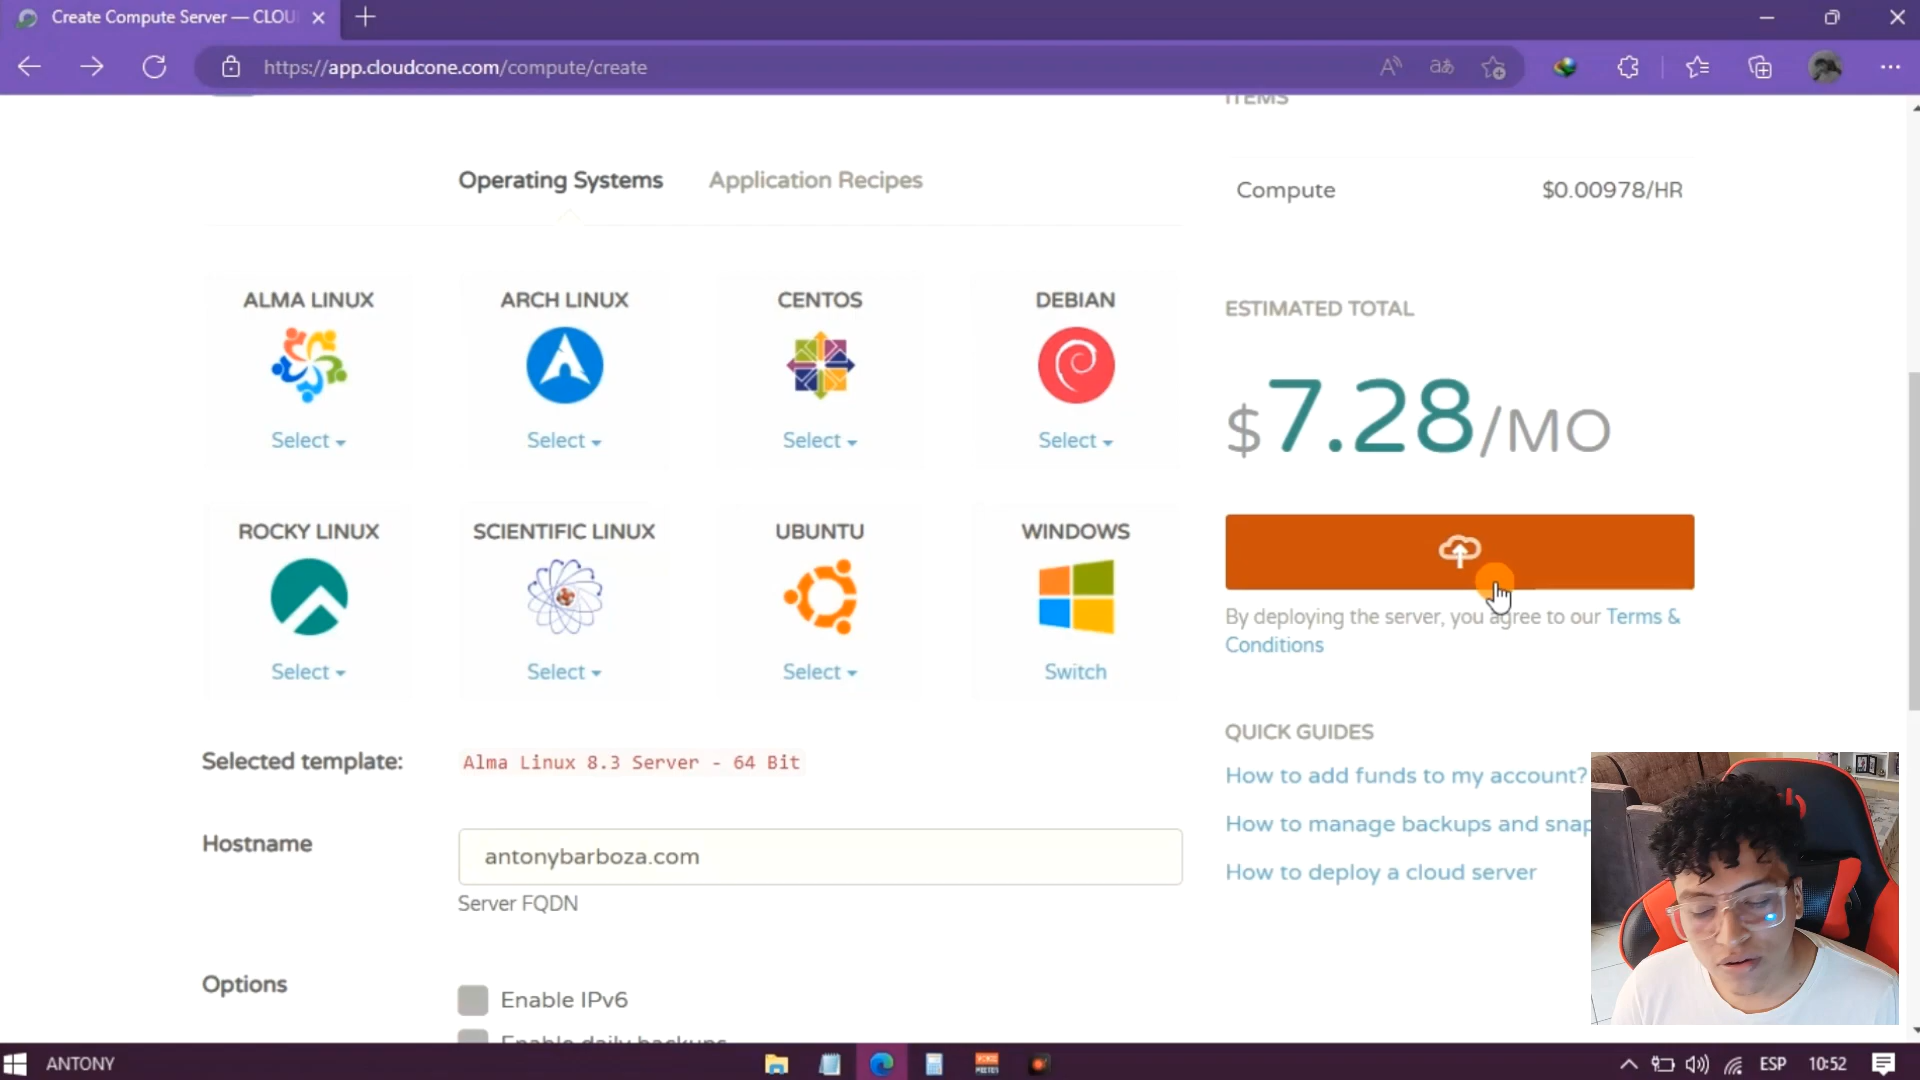 Create Compute Server — CLOU
https://app.cloudcone.com/compute/create
ITEMS
Operating Systems
Application Recipes
Compute
$0.00978/HR
ALMA LINUX
ARCH LINUX
CENTOS
DEBIAN
ESTIMATED TOTAL
Select
Select
Select
Select
$7.28/MO
ROCKY LINUX
SCIENTIFIC LINUX
UBUNTU
WINDOWS
By deploying the server, you agree to our Terms &
Conditions
Select
Select
Select
Switch
QUICK GUIDES
Selected template:
Alma Linux 8.3 Server - 64 Bit
How to add funds to my account?
How to manage backups and snap
Hostname
antonybarboza.com
How to deploy a cloud server
Server FQDN
Options
Enable IPv6
Enable daily backups
ANTONY
ESP
10:52